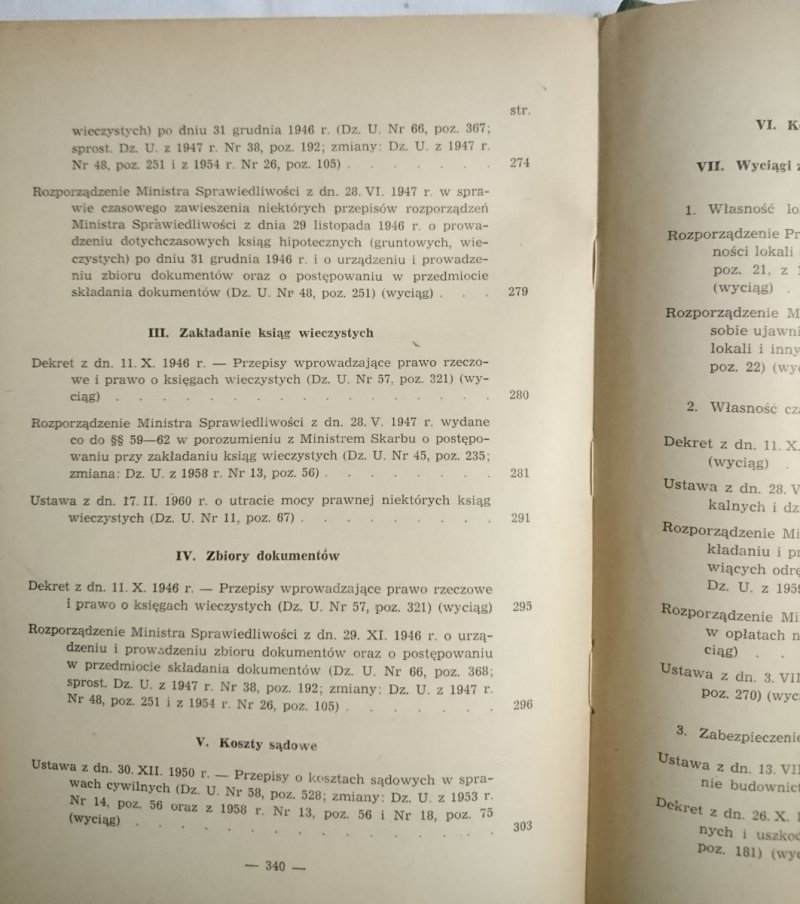 str.
wieczystych) po dniu 31 grudnia 1946 r. (Dz. U. Nr 66, poz. 367;
sprost. Dz. U. z 1947 r. Nr 38, poz. 192; zmiany: Dz. U. z 1947 r.
Nr 48, poz. 251 i z 1954 r. Nr 26, poz. 105) . . . . . . . 274
Rozporządzenie Ministra Sprawiedliwości z dn. 28. VI. 1947 r. w spra-
wie czasowego zawieszenia niektórych przepisów rozporządzeń
Ministra Sprawiedliwości z dnia 29 listopada 1946 r. o prowa-
dzeniu dotychczasowych ksiąg hipotecznych (gruntowych, wie-
czystych) po dniu 31 grudnia 1946 r. i o urządzeniu i prowadze-
niu zbioru dokumentów oraz o postępowaniu w przedmiocie
składania dokumentów (Dz. U. Nr 48, poz. 251) (wyciąg) . . . 279
III. Zakładanie ksiąg wieczystych
Dekret z dn. 11. X. 1946 r. — Przepisy wprowadzające prawo rzeczo-
we i prawo o księgach wieczystych (Dz. U. Nr 57, poz. 321) (wy-
ciąg) . . . . . . . . . . . . . . . . . 280
Rozporządzenie Ministra Sprawiedliwości z dn. 28. V. 1947 r. wydane
co do §§ 59—62 w porozumieniu z Ministrem Skarbu o postępo-
waniu przy zakładaniu ksiąg wieczystych (Dz. U. Nr 45, poz. 235;
zmiana: Dz. U. z 1958 r. Nr 13, poz. 56) . . . . . . . . 281
Ustawa z dn. 17. II. 1960 r. o utracie mocy prawnej niektórych ksiąg
wieczystych (Dz. U. Nr 11, poz. 67) . . . . . . . . . 291
IV. Zbiory dokumentów
Dekret z dn. 11. X. 1946 r. — Przepisy wprowadzające prawo rzeczowe
i prawo o księgach wieczystych (Dz. U. Nr 57, poz. 321) (wyciąg) 295
Rozporządzenie Ministra Sprawiedliwości z dn. 29. XI. 1946 r. o urzą-
dzeniu i prowadzeniu zbioru dokumentów oraz o postępowaniu
w przedmiocie składania dokumentów (Dz. U. Nr 66, poz. 368;
sprost. Dz. U. z 1947 r. Nr 38, poz. 192; zmiany: Dz. U. z 1947 r.
Nr 48, poz. 251 i z 1954 r. Nr 26, poz. 105) . . . . . . . 296
V. Koszty sądowe
Ustawa z dn. 30. XII. 1950 r. — Przepisy o kosztach sądowych w spra-
wach cywilnych (Dz. U. Nr 58, poz. 528; zmiany: Dz. U. z 1953 r.
Nr 14, poz. 56 oraz z 1958 r. Nr 13, poz. 56 i Nr 18, poz. 75
(wyciąg) . . . . . . . . . . . . . . . . 303
— 340 —
VI. K
VII. Wyciągi z
1. Własność lo
Rozporządzenie Pr
ności lokali
poz. 21, z
(wyciąg) .
Rozporządzenie M
sobie ujawni
lokali i inny
poz. 22) (wy
2. Własność cz
Dekret z dn. 11. X.
(wyciąg) .
Ustawa z dn. 28. V
kalnych i dz
Rozporządzenie Mi
kładaniu i p
wiących odrę
Dz. U. z 195
Rozporządzenie Mi
w opłatach n
ciąg) . .
Ustawa z dn. 3. VII
poz. 270) (wyc
3. Zabezpieczenie
Ustawa z dn. 13. VII
nie budownict
Dekret z dn. 26. X. 1
nych i uszkod
poz. 181) (wy